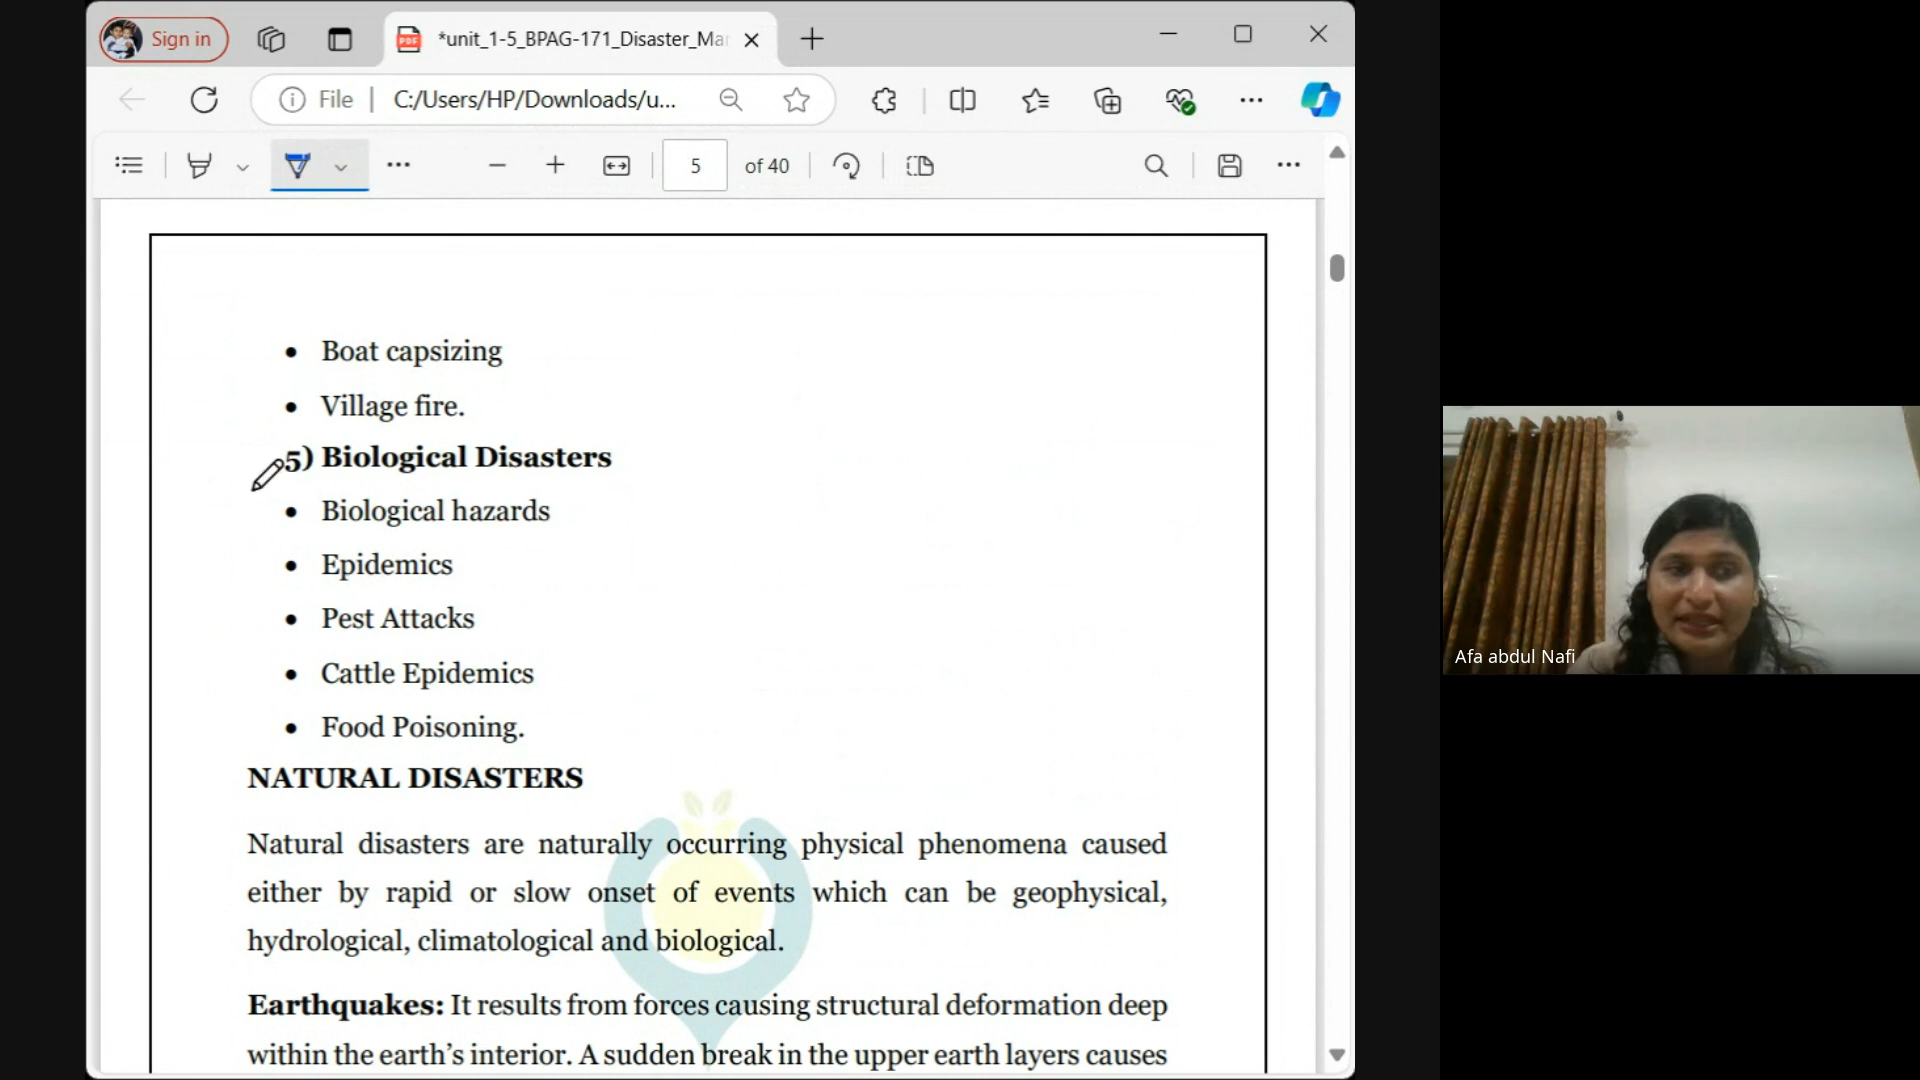 Sign in
*unit_1-5_BPAG-171_Disaster_Ma
File
C:/Users/HP/Downloads/u...
5 of 40
• Boat capsizing
• Village fire.
5) Biological Disasters
• Biological hazards
• Epidemics
• Pest Attacks
• Cattle Epidemics
• Food Poisoning.
NATURAL DISASTERS
Natural disasters are naturally occurring physical phenomena caused
either by rapid or slow onset of events which can be geophysical,
hydrological, climatological and biological.
Earthquakes: It results from forces causing structural deformation deep
within the earth's interior. A sudden break in the upper earth layers causes
Afa abdul Nafi